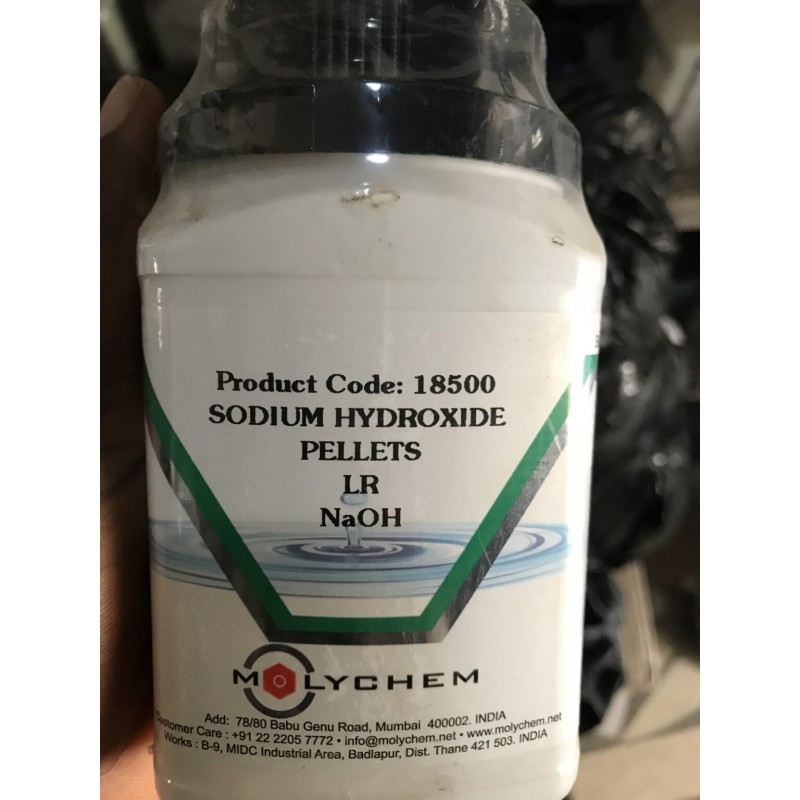 Product Code: 18500
SODIUM HYDROXIDE
PELLETS
LR
NaOH
MOLYCHEM
Add: 78/80 Babu Genu Road, Mumbai 400002. INDIA
Customer Care : +91 22 2205 7772 • info@molychem.net • www.molychem.net
Works : B-9, MIDC Industrial Area, Badlapur, Dist. Thane 421 503. INDIA